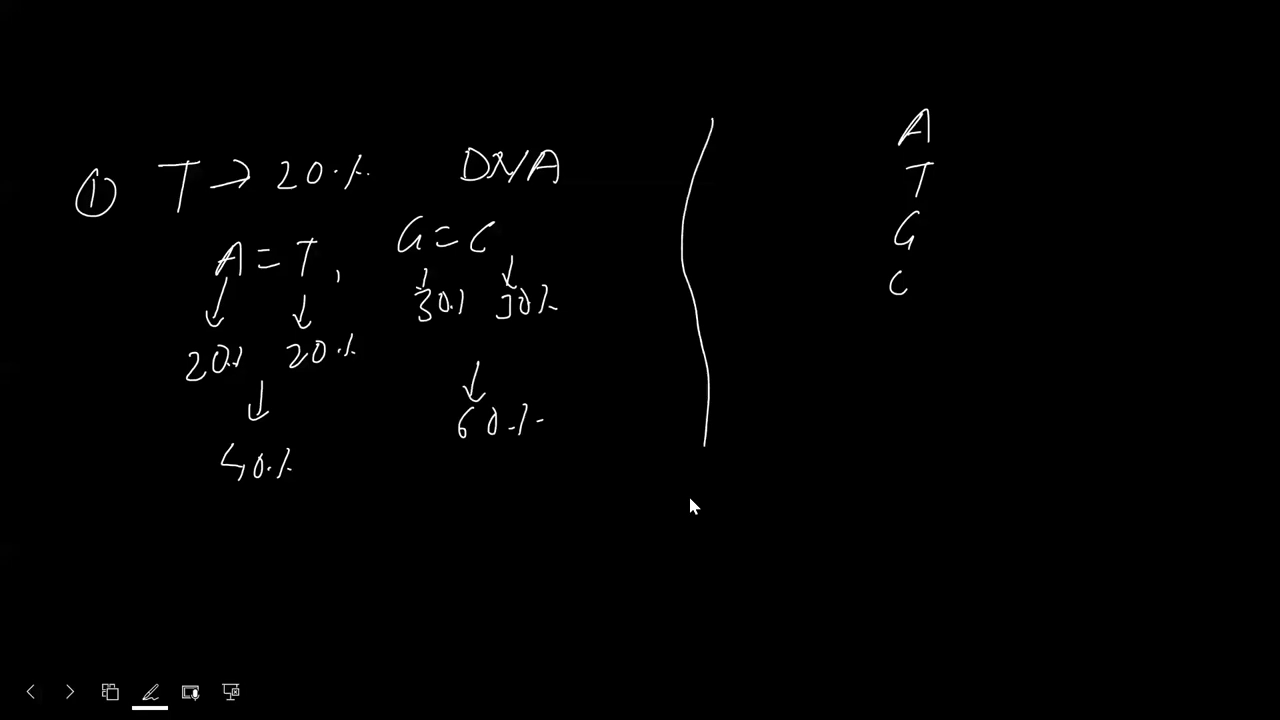 ① T → 20% DNA
A = T, G = C
30% 30%
20% 20%
60%
40%
A
T
G
C